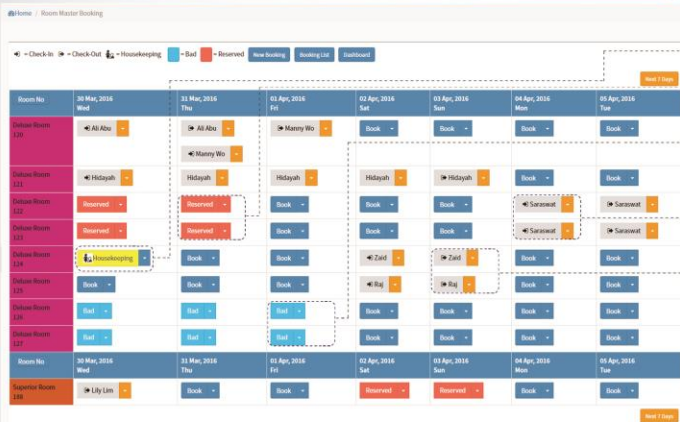 Home / Room Master Booking
= Check-In = Check-Out = Housekeeping = Bad = Reserved New Booking Booking List Dashboard
Next 7 Days
Room No 30 Mar, 2016 Wed 31 Mar, 2016 Thu 01 Apr, 2016 Fri 02 Apr, 2016 Sat 03 Apr, 2016 Sun 04 Apr, 2016 Mon 05 Apr, 2016 Tue
Deluxe Room 120 Ali Abu Ali Abu Manny Wo Book Book Book Book
Manny Wo
Deluxe Room 121 Hidayah Hidayah Hidayah Hidayah Hidayah Book Book
Deluxe Room 122 Reserved Reserved Book Book Book Saraswat Saraswat
Deluxe Room 123 Reserved Reserved Book Book Book Saraswat Saraswat
Deluxe Room 124 Housekeeping Book Book Zaid Zaid Book Book
Deluxe Room 125 Book Book Book Raj Raj Book Book
Deluxe Room 126 Bad Bad Bad Book Book Book Book
Deluxe Room 127 Bad Bad Bad Book Book Book Book
Room No 30 Mar, 2016 Wed 31 Mar, 2016 Thu 01 Apr, 2016 Fri 02 Apr, 2016 Sat 03 Apr, 2016 Sun 04 Apr, 2016 Mon 05 Apr, 2016 Tue
Superior Room Lily Lim Book Book Reserved Reserved Book Book
Next 7 Days